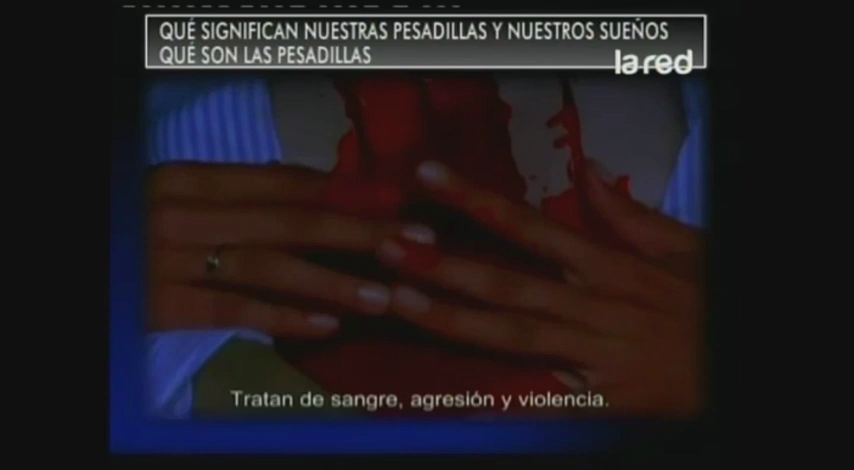 QUÉ SIGNIFICAN NUESTRAS PESADILLAS Y NUESTROS SUEÑOS
QUÉ SON LAS PESADILLAS
la red
Tratan de sangre, agresión y violencia.